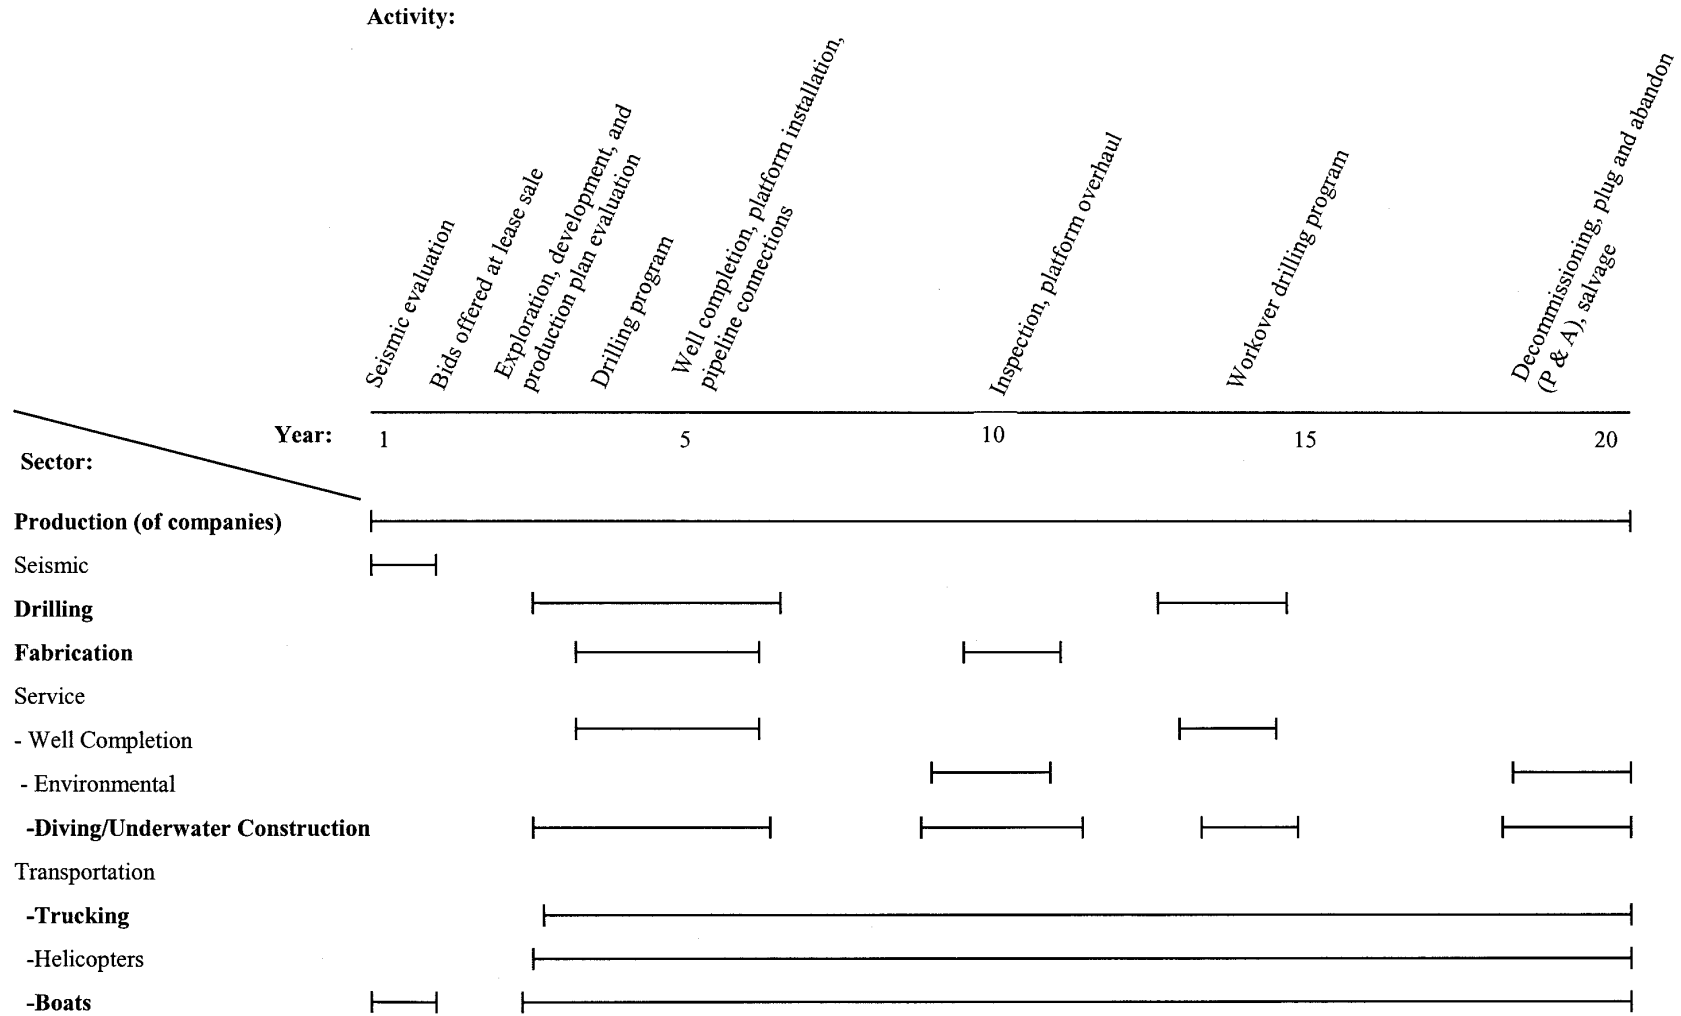 Activity:
Seismic evaluation
Bids offered at lease sale
Exploration, development, and
production plan evaluation
Drilling program
Well completion, platform installation,
pipeline connections
Inspection, platform overhaul
Workover drilling program
Decommissioning, plug and abandon
(P & A), salvage
Year: 1 5 10 15 20
Sector:
Production (of companies)
Seismic
Drilling
Fabrication
Service
- Well Completion
- Environmental
-Diving/Underwater Construction
Transportation
-Trucking
-Helicopters
-Boats